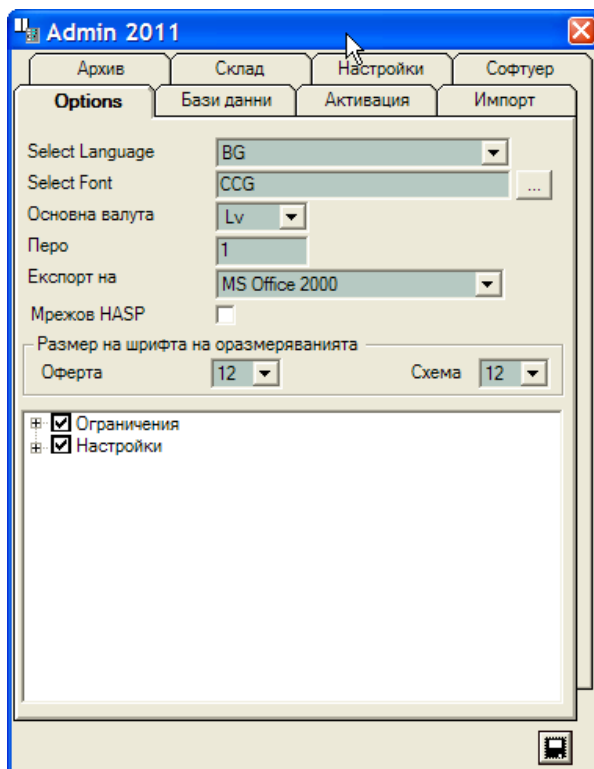 Admin 2011
Архив Склад Настройки Софтуер
Options Бази данни Активация Импорт
Select Language BG
Select Font CCG ...
Основна валута Lv
Перо 1
Експорт на MS Office 2000
Мрежов HASP
Размер на шрифта на оразмеряванията
Оферта 12 Схема 12
Ограничения
Настройки